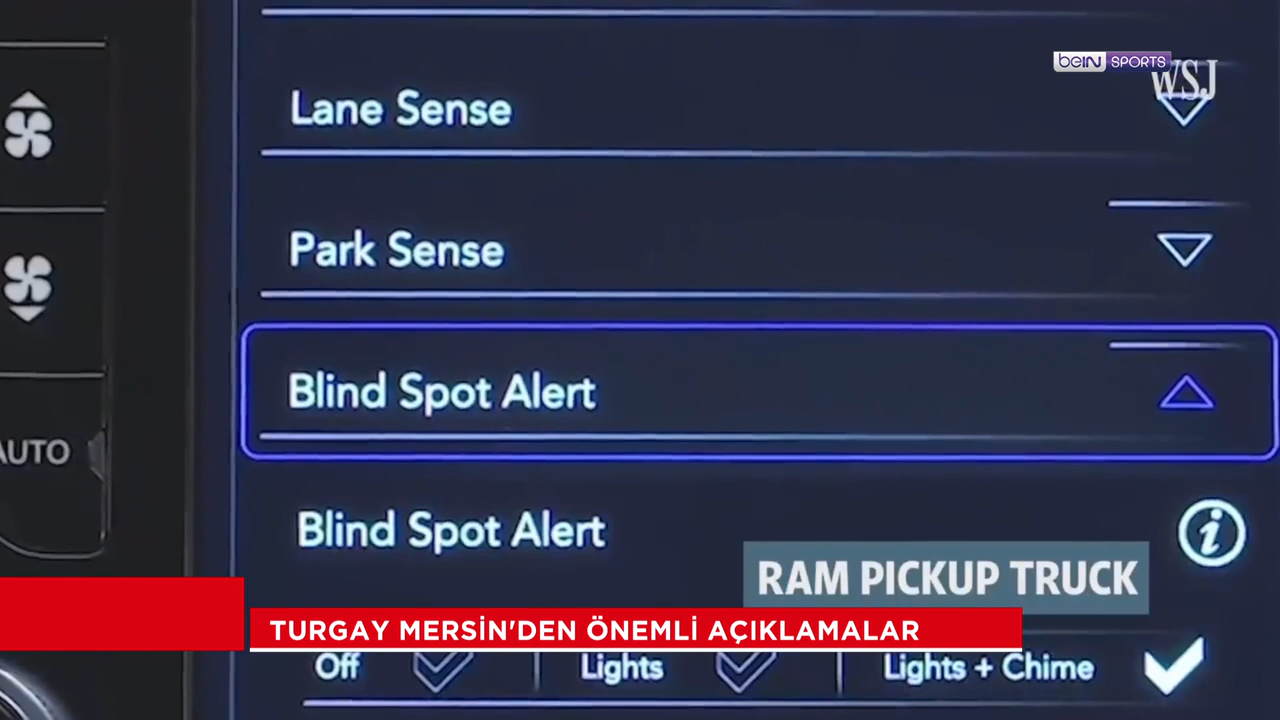 beIN SPORTS
WSJ
Lane Sense
Park Sense
Blind Spot Alert
AUTO
Blind Spot Alert
RAM PICKUP TRUCK
TURGAY MERSİN'DEN ÖNEMLİ AÇIKLAMALAR
Off
Lights
Lights + Chime